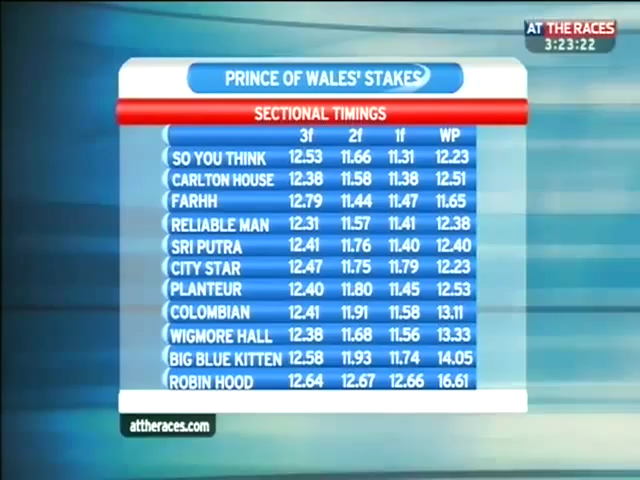 AT THE RACES
3:23:22
PRINCE OF WALES' STAKES
SECTIONAL TIMINGS
3f 2f 1f WP
SO YOU THINK 12.53 11.66 11.31 12.23
CARLTON HOUSE 12.38 11.58 11.38 12.51
FARHH 12.79 11.44 11.47 11.65
RELIABLE MAN 12.31 11.57 11.41 12.38
SRI PUTRA 12.41 11.76 11.40 12.40
CITY STAR 12.47 11.75 11.79 12.23
PLANTEUR 12.40 11.80 11.45 12.53
COLOMBIAN 12.41 11.91 11.58 13.11
WIGMORE HALL 12.38 11.68 11.56 13.33
BIG BLUE KITTEN 12.58 11.93 11.74 14.05
ROBIN HOOD 12.64 12.67 12.66 16.61
attheraces.com